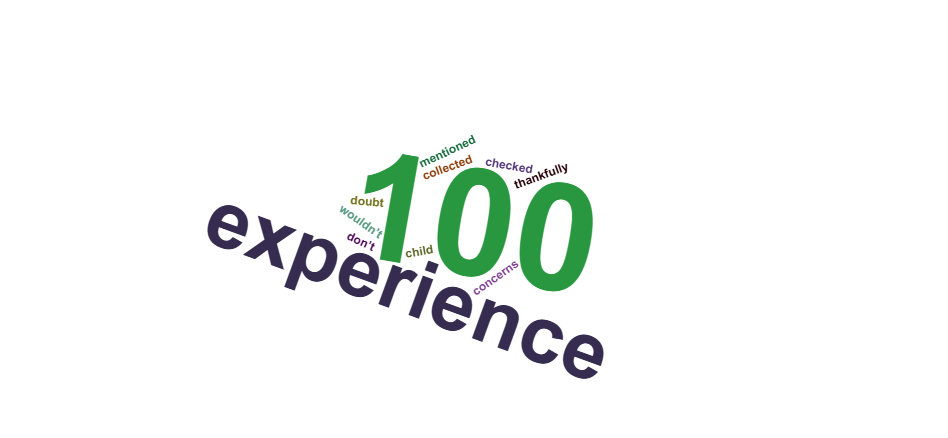 mentioned
collected
checked
thankfully
100
doubt
wouldn't
don't
child
concerns
experience